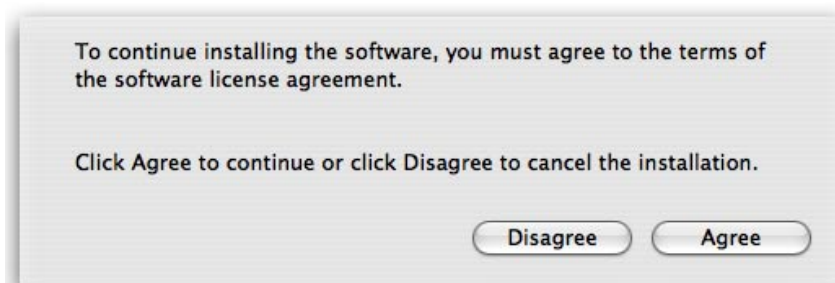 To continue installing the software, you must agree to the terms of
the software license agreement.
Click Agree to continue or click Disagree to cancel the installation.
Disagree
Agree